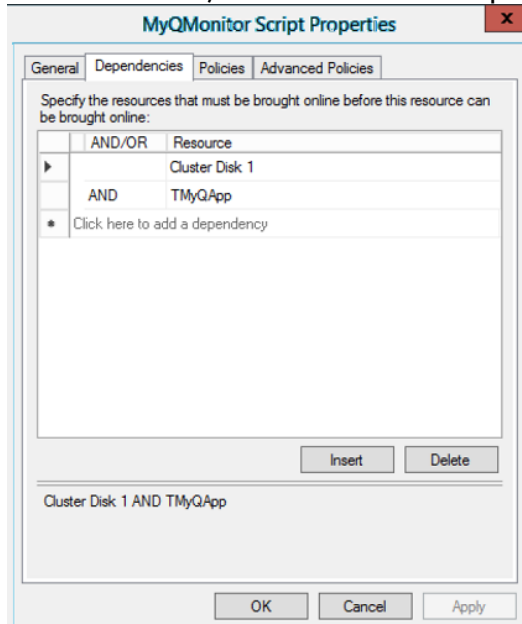 MyQMonitor Script Properties
x
General Dependencies Policies Advanced Policies
Specify the resources that must be brought online before this resource can
be brought online:
AND/OR Resource
Cluster Disk 1
AND TMyQApp
Click here to add a dependency
Insert Delete
Cluster Disk 1 AND TMyQApp
OK Cancel Apply